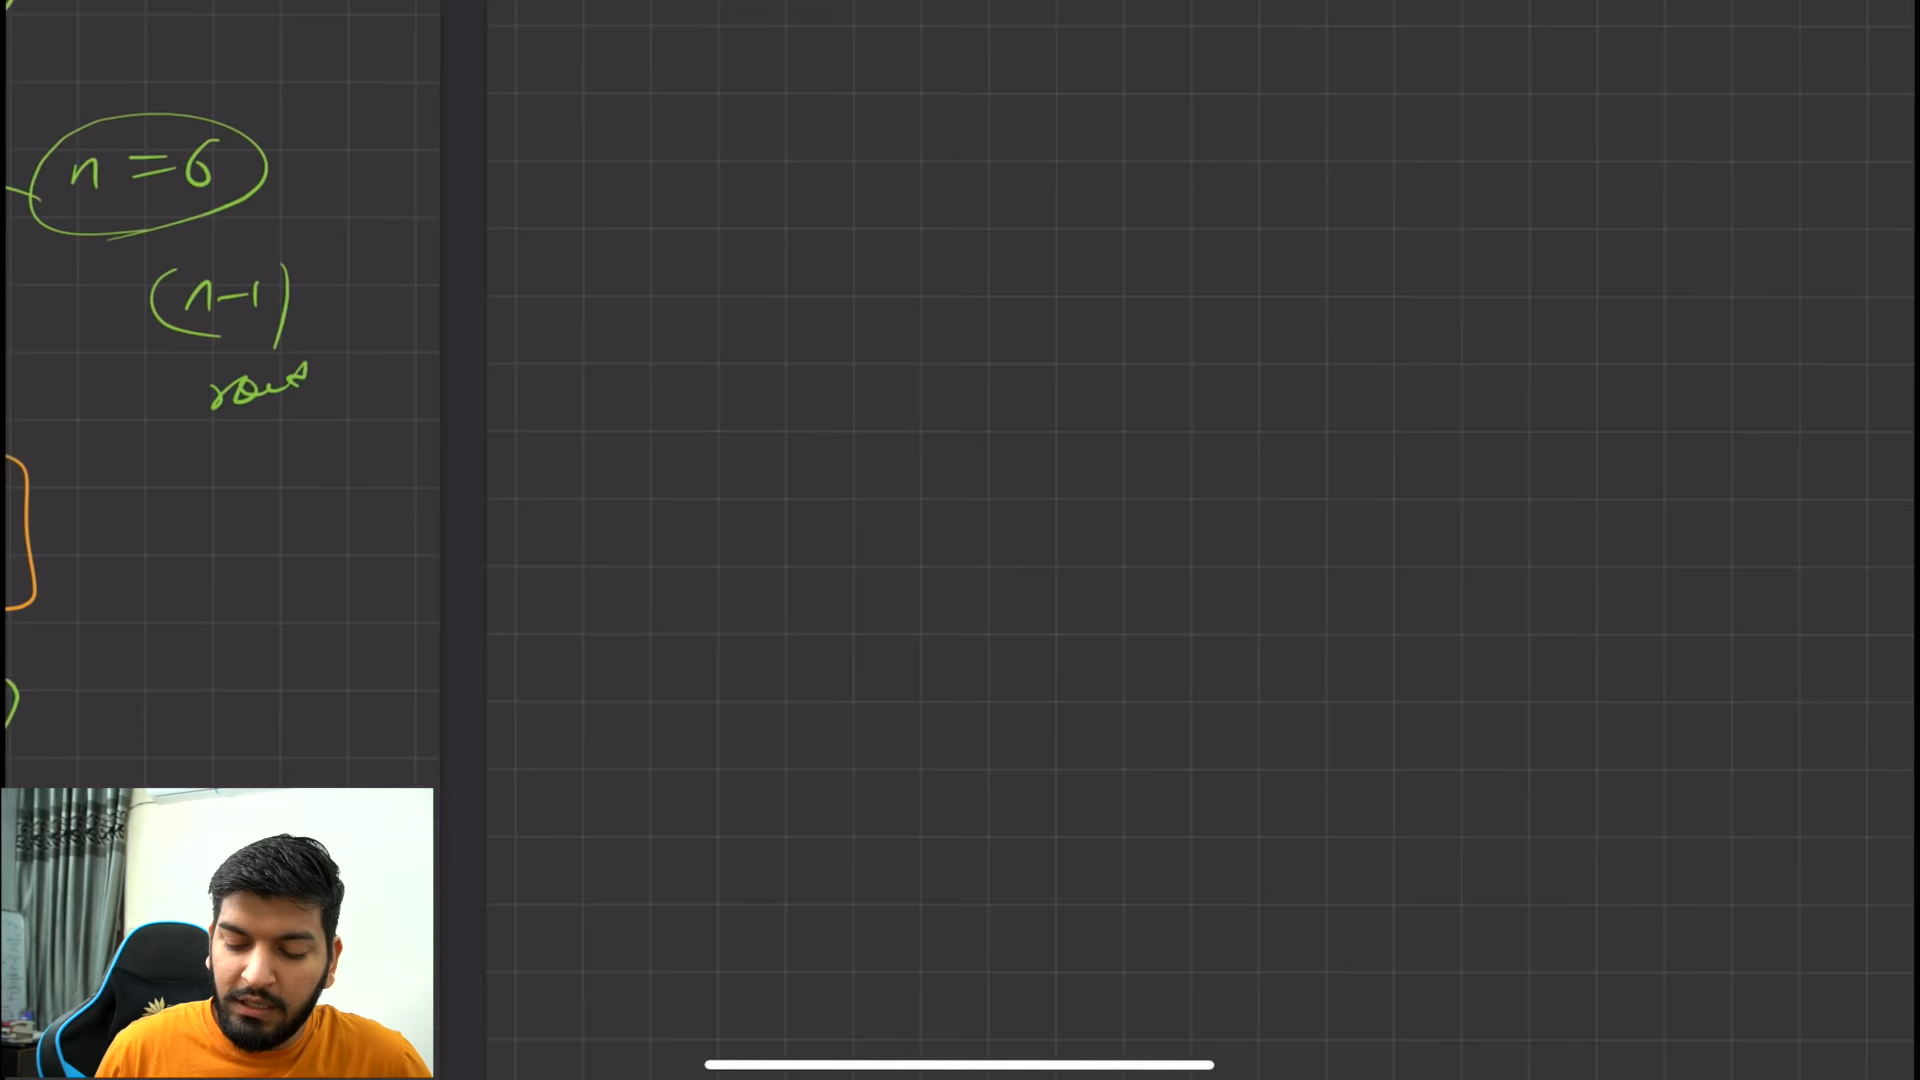 n = 6
(n-1)